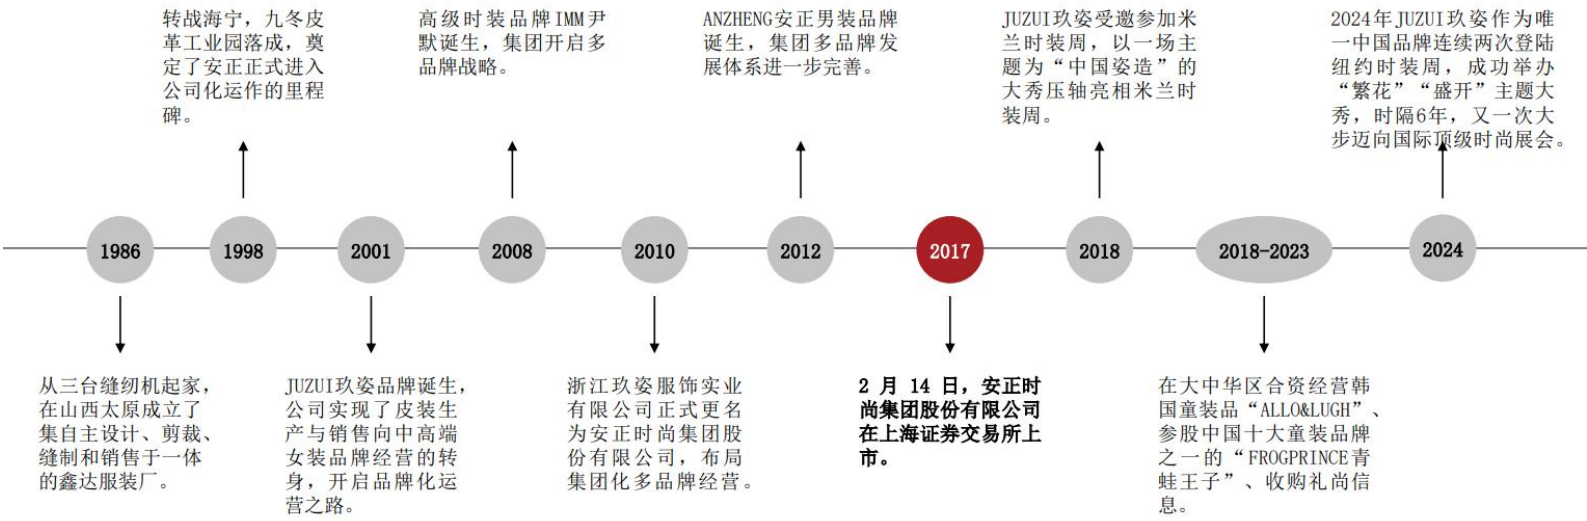 转战海宁，九冬皮
革工业园落成，奠
定了安正正式进入
公司化运作的里程
碑。
高级时装品牌IMM尹
默诞生，集团开启多
品牌战略。
ANZHENG安正男装品牌
诞生，集团多品牌发
展体系进一步完善。
JUZUI玖姿受邀参加米
兰时装周，以一场主
题为“中国姿造”的
大秀压轴亮相米兰时
装周。
2024年JUZUI玖姿作为唯
一中国品牌连续两次登陆
纽约时装周，成功举办
“繁花”“盛开”主题大
秀，时隔6年，又一次大
步迈向国际顶级时尚展会。
1986
1998
2001
2008
2010
2012
2017
2018
2018-2023
2024
从三台缝纫机起家，
在山西太原成立了
集自主设计、剪裁、
缝制和销售于一体
的鑫达服装厂。
JUZUI玖姿品牌诞生，
公司实现了皮装生
产与销售向中高端
女装品牌经营的转
身，开启品牌化运
营之路。
浙江玖姿服饰实业
有限公司正式更名
为安正时尚集团股
份有限公司，布局
集团化多品牌经营。
2 月 14 日，安正时
尚集团股份有限公司
在上海证券交易所上
市。
在大中华区合资经营韩
国童装品“ALLO&LUGH”、
参股中国十大童装品牌
之一的“FROGPRINCE青
蛙王子”、收购礼尚信
息。